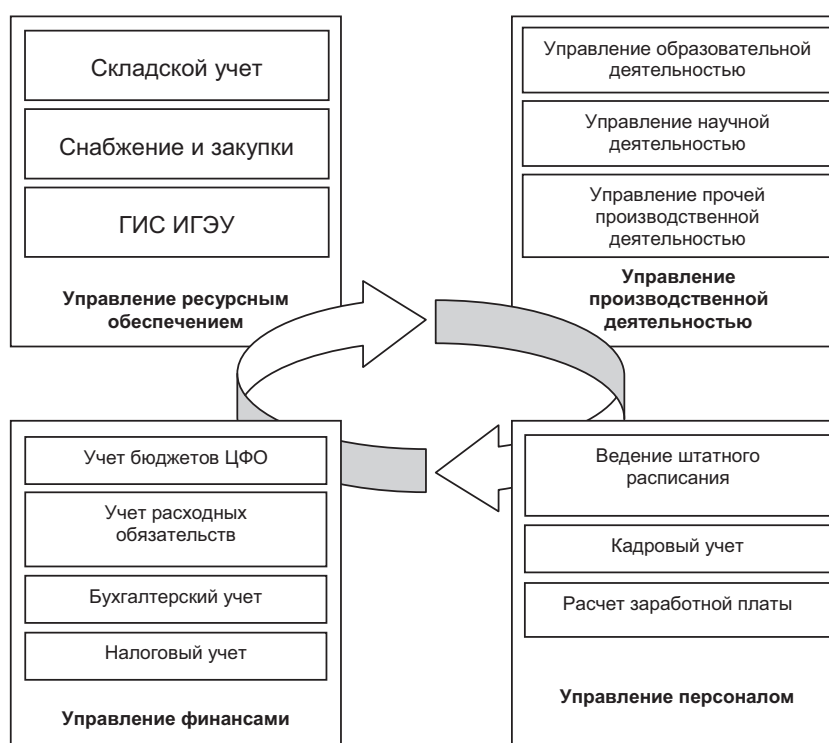 Складской учет
Снабжение и закупки
ГИС ИГЭУ
Управление ресурсным
обеспечением
Управление образовательной
деятельностью
Управление научной
деятельностью
Управление прочей
производственной
деятельностью
Управление
производственной
деятельностью
Учет бюджетов ЦФО
Учет расходных
обязательств
Бухгалтерский учет
Налоговый учет
Управление финансами
Ведение штатного
расписания
Кадровый учет
Расчет заработной платы
Управление персоналом